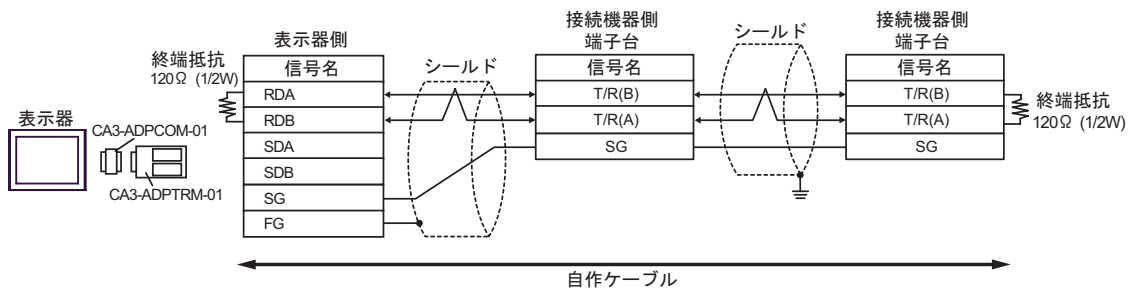 表示器
CA3-ADPCOM-01
CA3-ADPTRM-01
終端抵抗
120Ω (1/2W)
表示器側
信号名
RDA
RDB
SDA
SDB
SG
FG
シールド
接続機器側
端子台
信号名
T/R(B)
T/R(A)
SG
シールド
接続機器側
端子台
信号名
T/R(B)
T/R(A)
SG
終端抵抗
120Ω (1/2W)
自作ケーブル